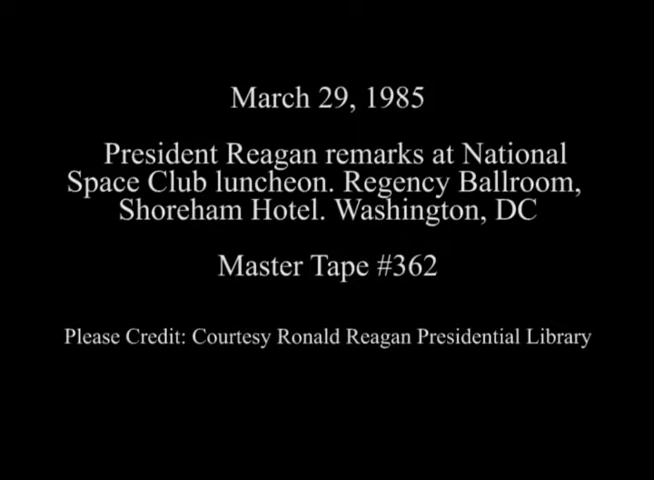 March 29, 1985
President Reagan remarks at National
Space Club luncheon. Regency Ballroom,
Shoreham Hotel. Washington, DC
Master Tape #362
Please Credit: Courtesy Ronald Reagan Presidential Library